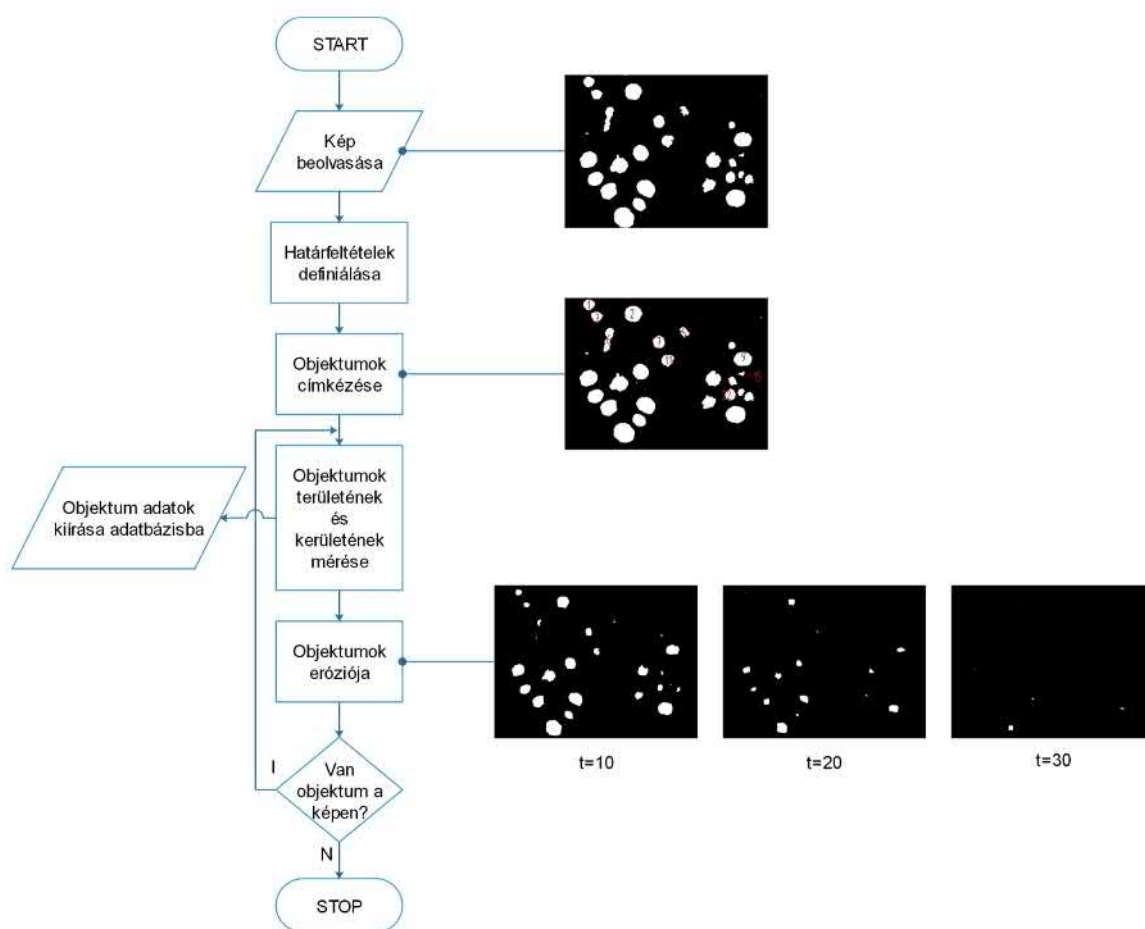 START
Kép
beolvasása
Határfeltételek
definiálása
Objektumok
címkézése
Objektumok
területének
és
kerületének
mérése
Objektum adatok
kiírása adatbázisba
Objektumok
eróziója
t=10
t=20
t=30
I
Van
objektum a
képen?
N
STOP